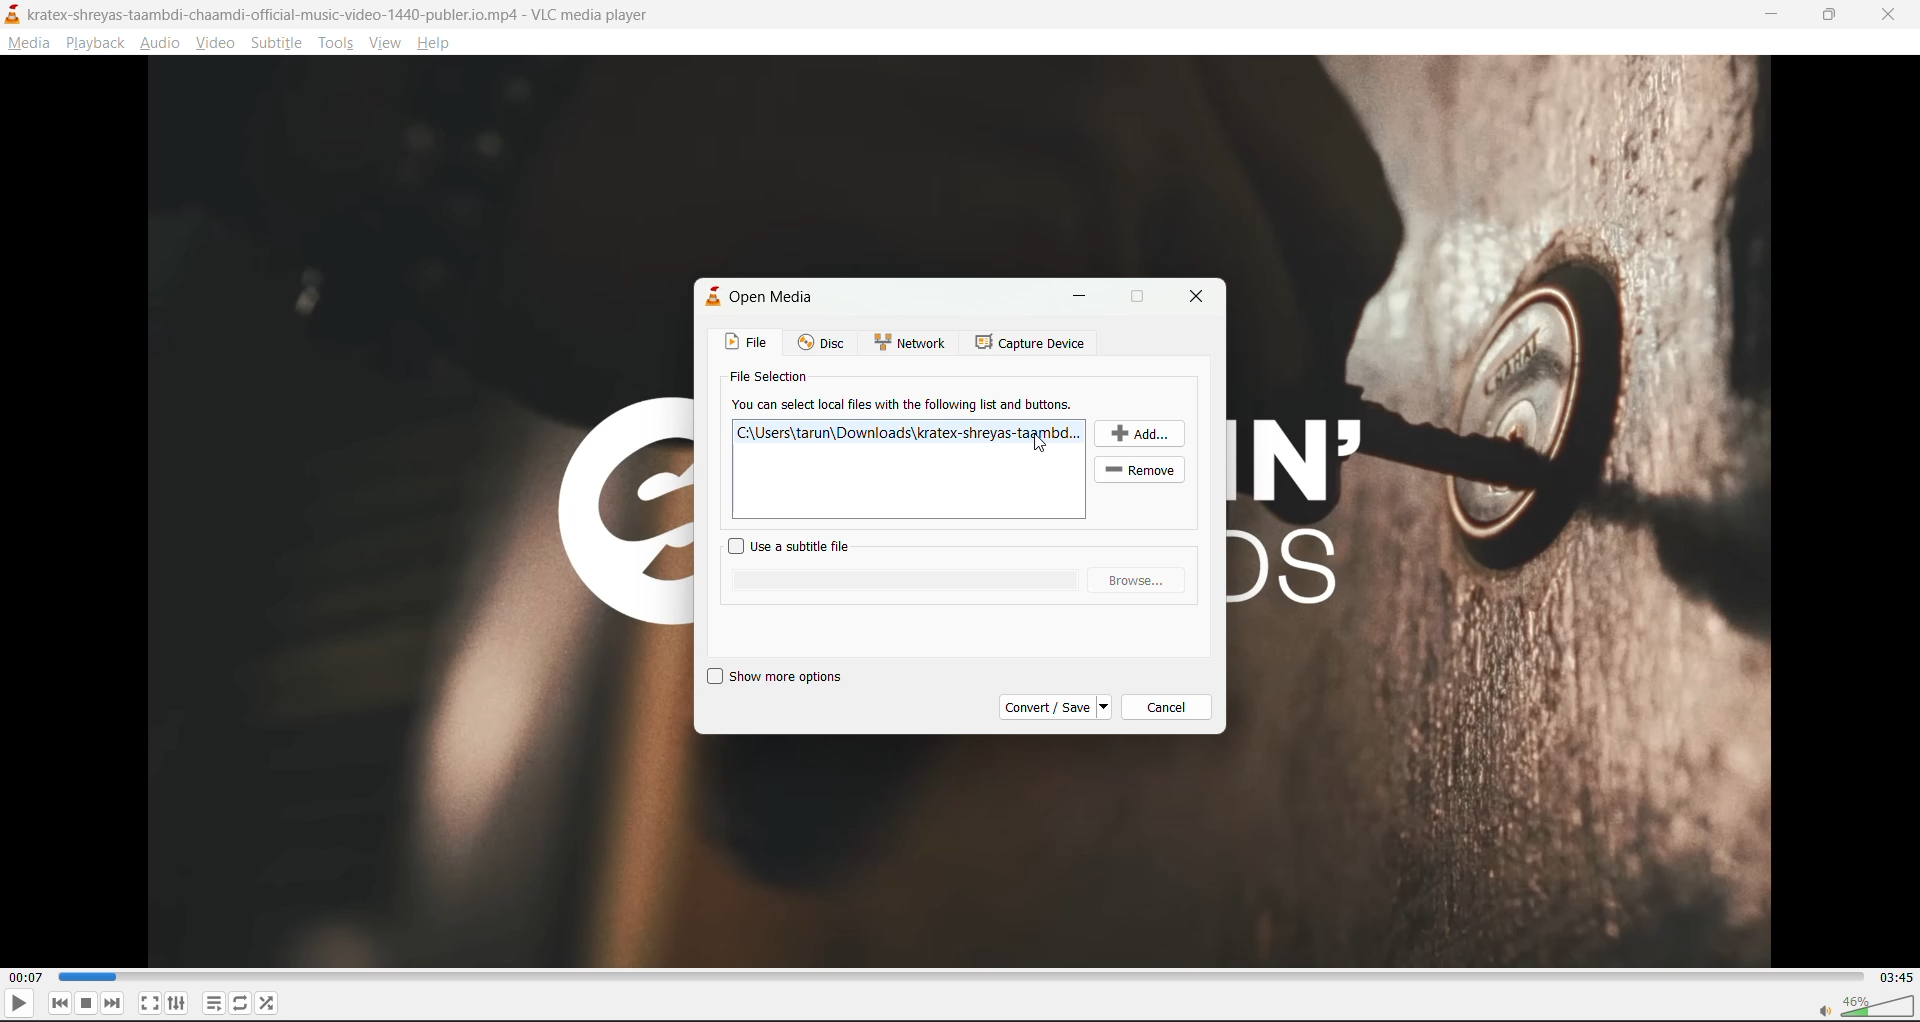 kratex-shreyas-taambdi-chaamdi-official-music-video-1440-publer.io.mp4 - VLC media player
Media Playback Audio Video Subtitle Tools View Help
Open Media
File Disc Network Capture Device
File Selection
You can select local files with the following list and buttons.
C:\Users\tarun\Downloads\kratex-shreyas-taambd...
Add...
Remove
IN'
DS
Use a subtitle file
Browse...
Show more options
Convert / Save
Cancel
00:07
03:45
46%